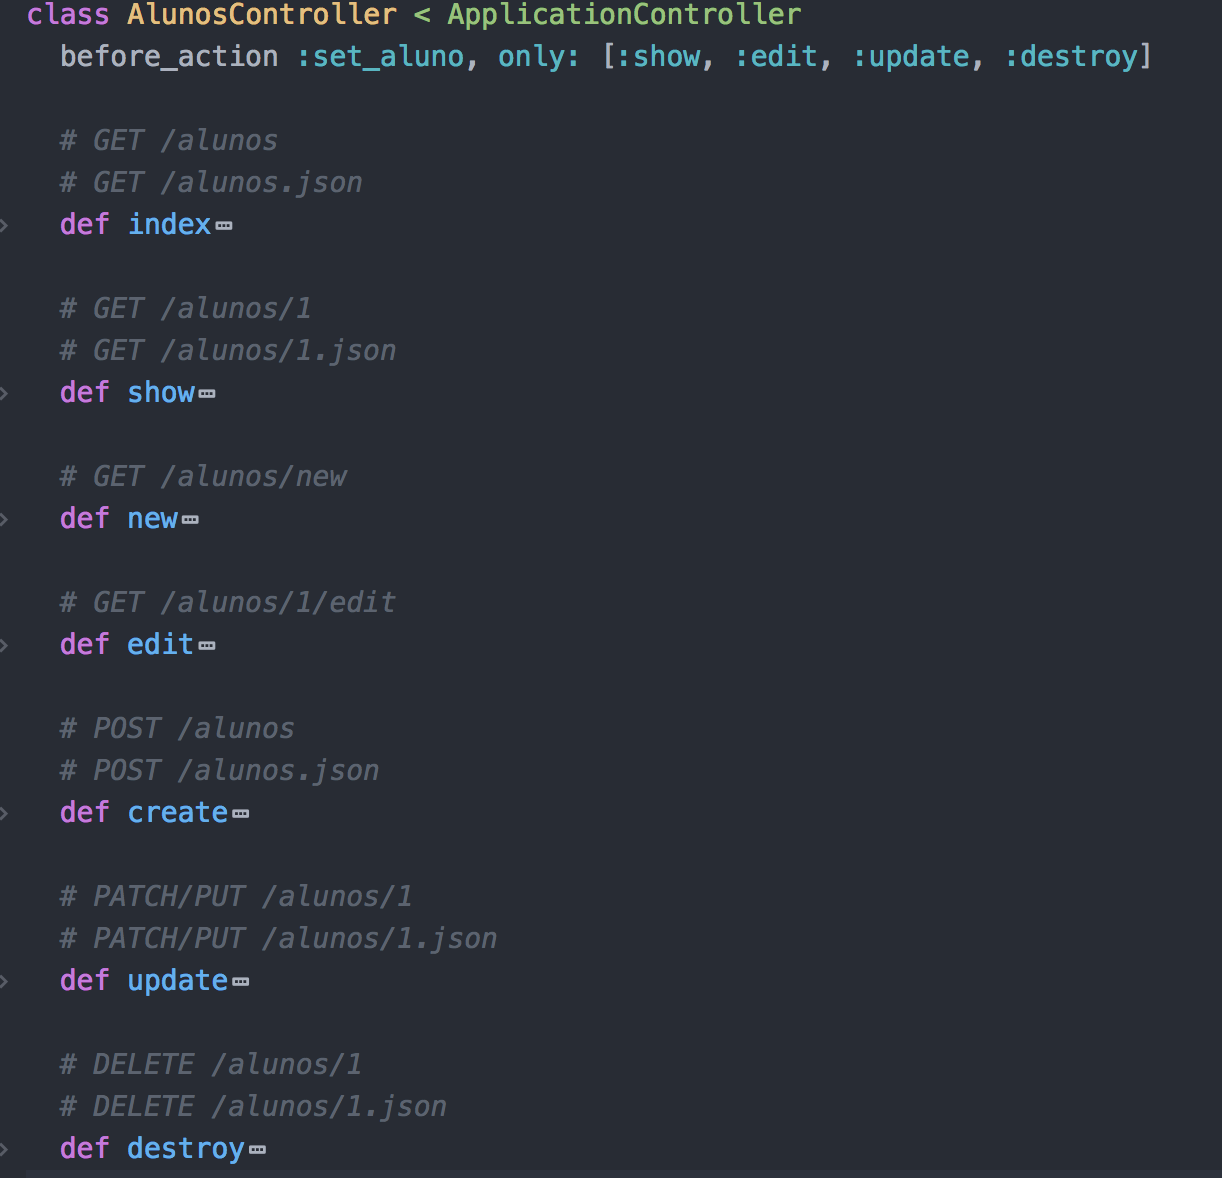 class AlunosController < ApplicationController
before_action :set_aluno, only: [:show, :edit, :update, :destroy]
# GET /alunos
# GET /alunos.json
def index
# GET /alunos/1
# GET /alunos/1.json
def show
# GET /alunos/new
def new
# GET /alunos/1/edit
def edit
# POST /alunos
# POST /alunos.json
def create
# PATCH/PUT /alunos/1
# PATCH/PUT /alunos/1.json
def update
# DELETE /alunos/1
# DELETE /alunos/1.json
def destroy